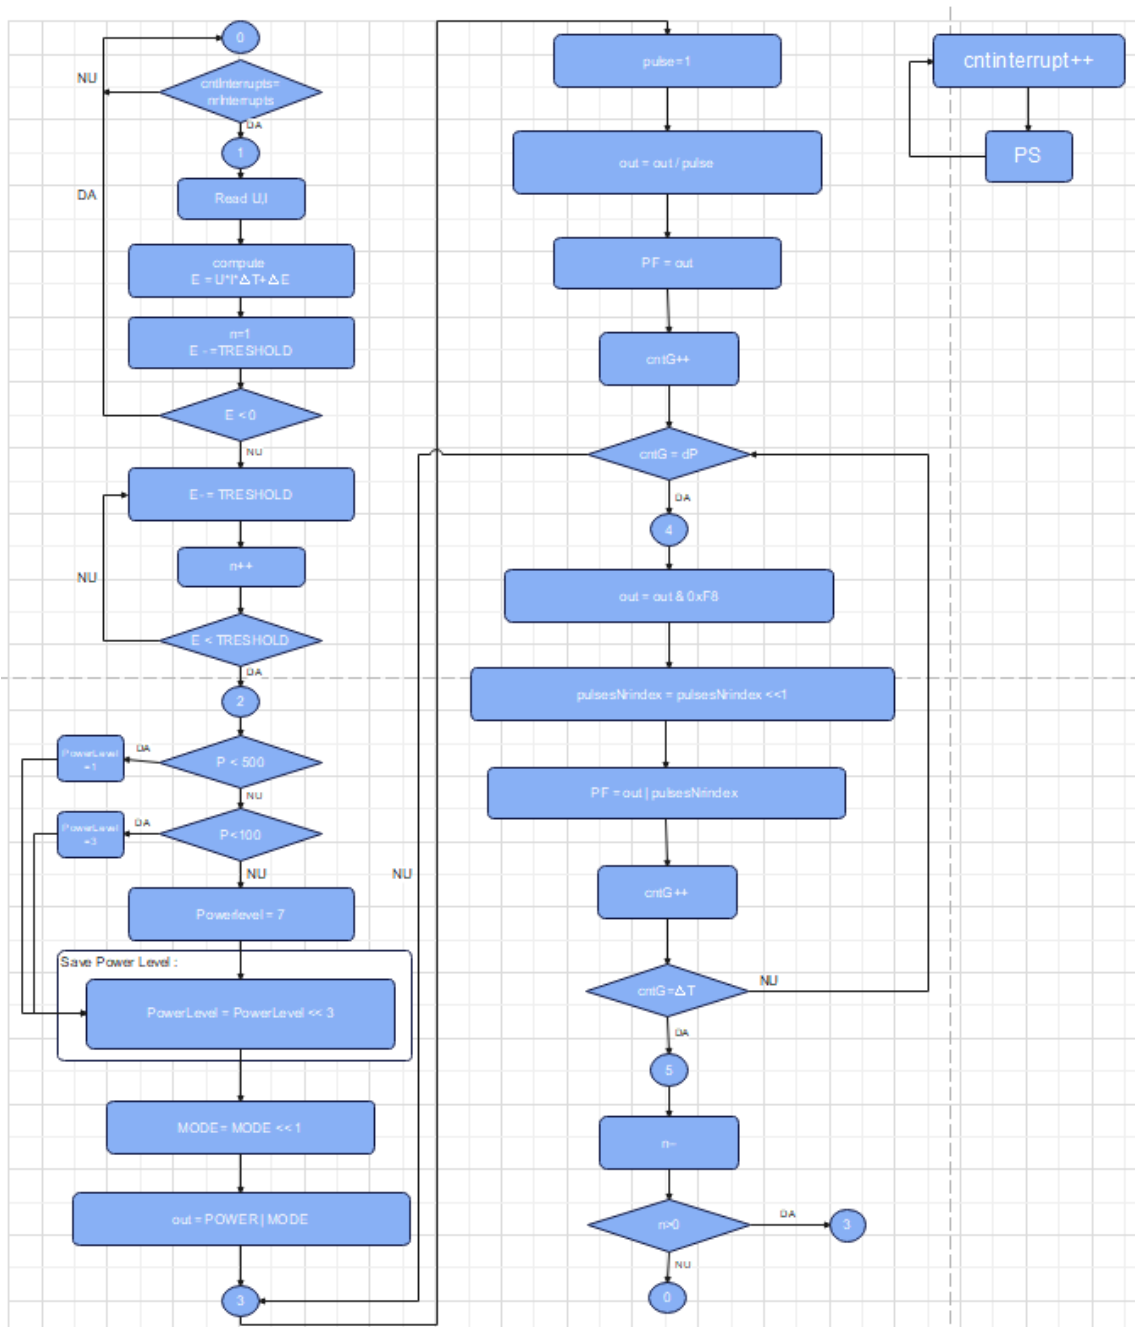 0
NU
cntInterrupts=
nrInterrupts
DA
1
DA
Read U,I
compute
E = U*I*ΔT+ΔE
n=1
E -=TRESHOLD
E < 0
NU
E-= TRESHOLD
n++
NU
E < TRESHOLD
DA
2
P < 500
DA
PowerLevel
=1
NU
P<100
DA
PowerLevel
=3
NU
Powerlevel = 7
Save Power Level :
PowerLevel = PowerLevel << 3
MODE= MODE << 1
out = POWER | MODE
3
NU
pulse=1
out = out / pulse
PF = out
cntG++
cntG = dP
DA
4
out = out & 0xF8
pulsesNrindex = pulsesNrindex <<1
PF = out | pulsesNrindex
cntG++
cntG=ΔT
NU
DA
5
n--
n>0
DA
3
NU
0
cntinterrupt++
PS